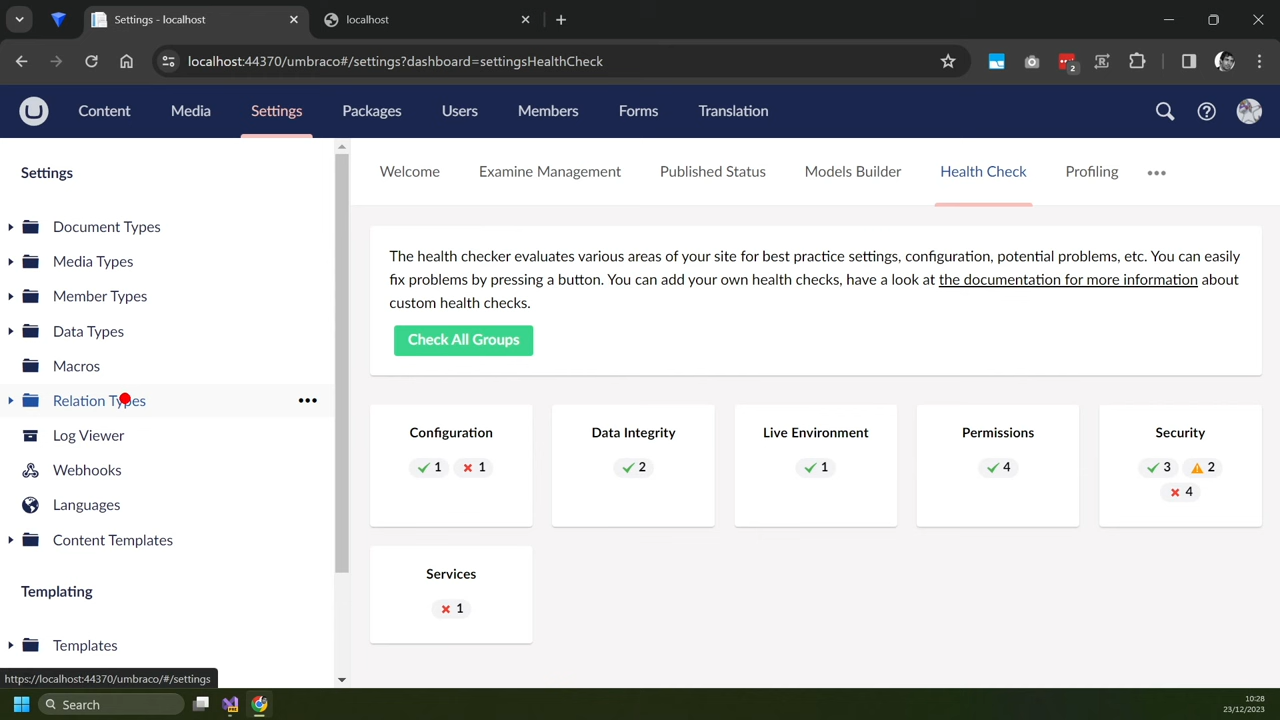 Settings - localhost
localhost
localhost:44370/umbraco#/settings?dashboard=settingsHealthCheck
2
Content Media Settings Packages Users Members Forms Translation
Settings
Document Types
Media Types
Member Types
Data Types
Macros
Relation Types
Log Viewer
Webhooks
Languages
Content Templates
Templating
Templates
https://localhost:44370/umbraco/#/settings
Welcome Examine Management Published Status Models Builder Health Check Profiling
The health checker evaluates various areas of your site for best practice settings, configuration, potential problems, etc. You can easily
fix problems by pressing a button. You can add your own health checks, have a look at the documentation for more information about
custom health checks.
Check All Groups
Configuration
1 1
Data Integrity
2
Live Environment
1
Permissions
4
Security
3 2
4
Services
1
Search
10:28
23/12/2023